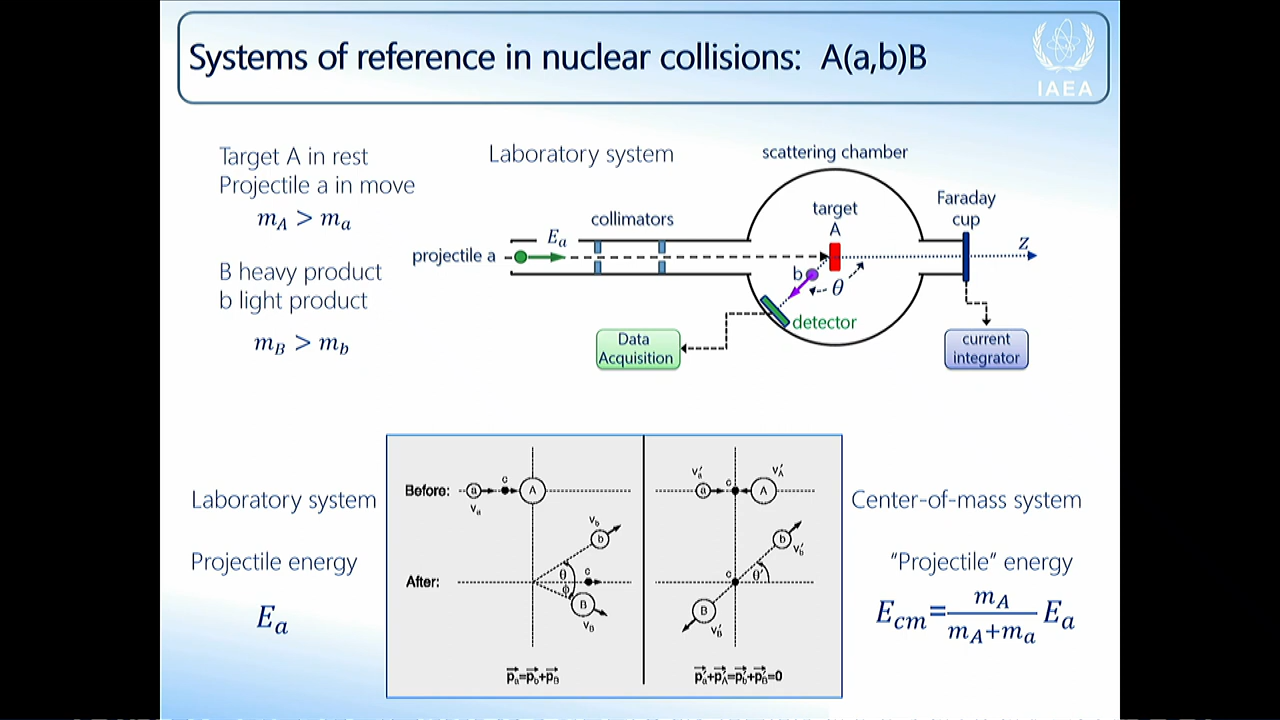 Systems of reference in nuclear collisions: A(a,b)B
IAEA
Target A in rest
Projectile a in move
m_A > m_a
B heavy product
b light product
m_B > m_b
Laboratory system
scattering chamber
target
A
Faraday
cup
collimators
E_a
projectile a
z
b
θ
detector
Data
Acquisition
current
integrator
Laboratory system
Projectile energy
E_a
Before:
a
c
A
v_a
v_b
b
After:
θ
ϕ
c
B
v_B
p⃗_a=p⃗_b+p⃗_B
v′_a
v′_A
a
c
A
b
v′_b
c
θ′
B
v′_B
p⃗′_a+p⃗′_A=p⃗′_b+p⃗′_B=0
Center-of-mass system
“Projectile” energy
E_cm = m_A / (m_A+m_a) E_a